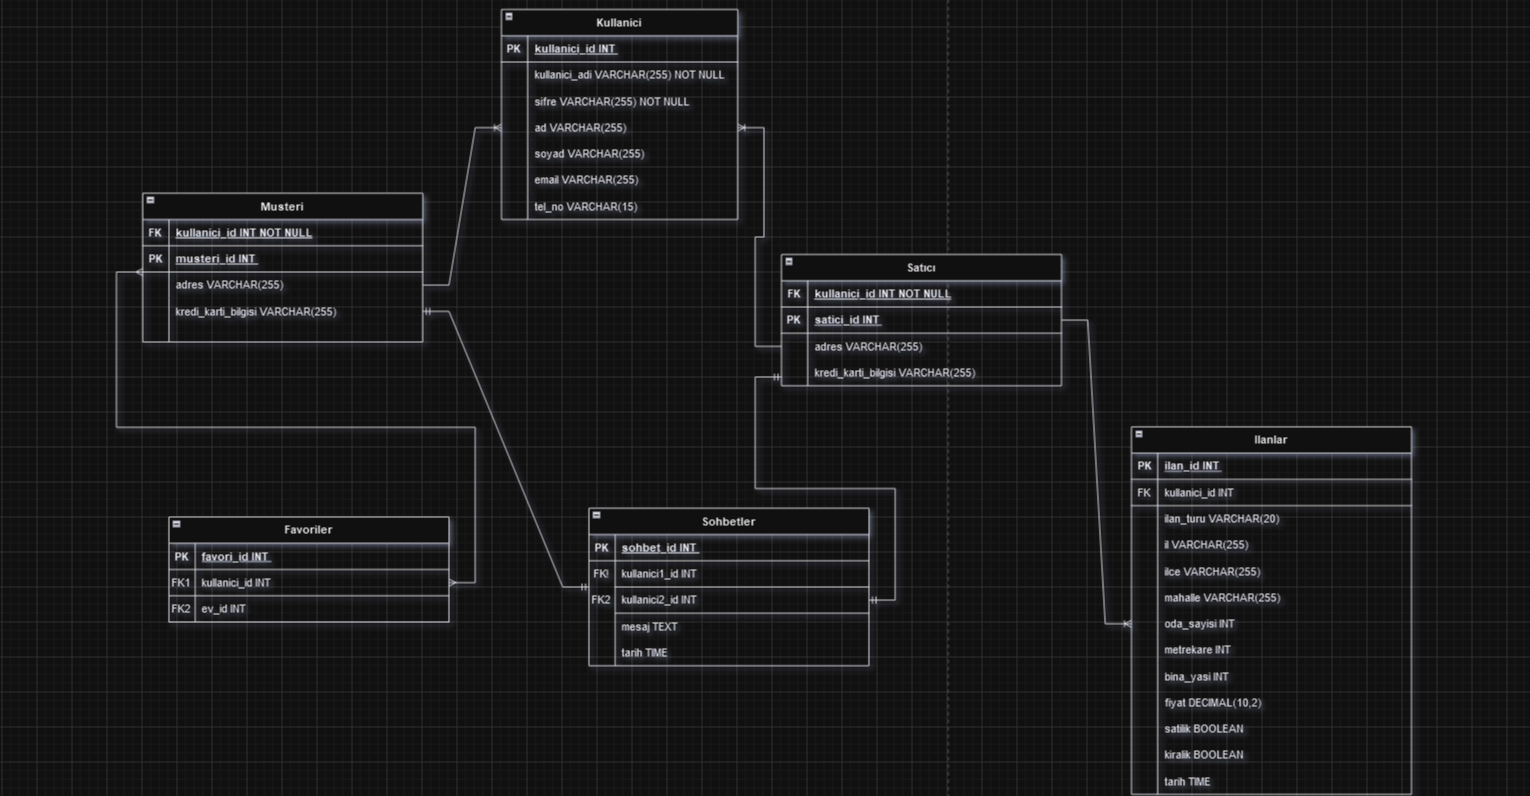 Kullanici
PK kullanici_id INT
kullanici_adi VARCHAR(255) NOT NULL
sifre VARCHAR(255) NOT NULL
ad VARCHAR(255)
soyad VARCHAR(255)
email VARCHAR(255)
tel_no VARCHAR(15)
Musteri
FK kullanici_id INT NOT NULL
PK musteri_id INT
adres VARCHAR(255)
kredi_karti_bilgisi VARCHAR(255)
Satıcı
FK kullanici_id INT NOT NULL
PK satici_id INT
adres VARCHAR(255)
kredi_karti_bilgisi VARCHAR(255)
Ilanlar
PK ilan_id INT
FK kullanici_id INT
ilan_turu VARCHAR(20)
il VARCHAR(255)
ilce VARCHAR(255)
mahalle VARCHAR(255)
oda_sayisi INT
metrekare INT
bina_yasi INT
fiyat DECIMAL(10,2)
satilik BOOLEAN
kiralik BOOLEAN
tarih TIME
Favoriler
PK favori_id INT
FK1 kullanici_id INT
FK2 ev_id INT
Sohbetler
PK sohbet_id INT
FK! kullanici1_id INT
FK2 kullanici2_id INT
mesaj TEXT
tarih TIME